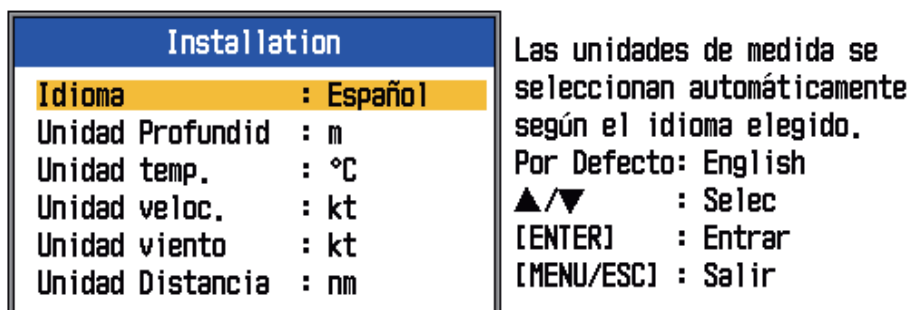 Installation
Idioma : Español
Unidad Profundid : m
Unidad temp. : °C
Unidad veloc. : kt
Unidad viento : kt
Unidad Distancia : nm
Las unidades de medida se
seleccionan automáticamente
según el idioma elegido.
Por Defecto: English
▲/▼ : Selec
[ENTER] : Entrar
[MENU/ESC] : Salir